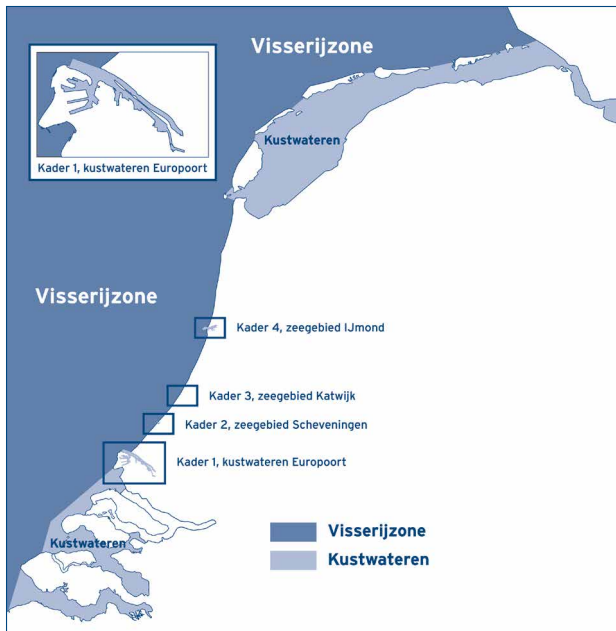 Visserijzone
Kader 1, kustwateren Europoort
Kustwateren
Visserijzone
Kader 4, zeegebied IJmond
Kader 3, zeegebied Katwijk
Kader 2, zeegebied Scheveningen
Kader 1, kustwateren Europoort
Kustwateren
Visserijzone
Kustwateren